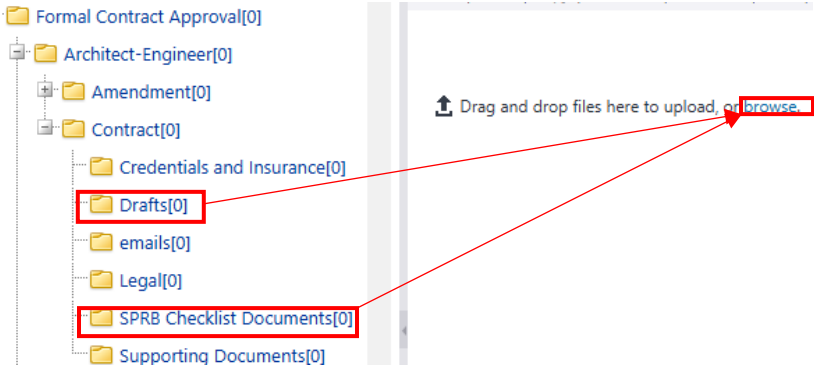 Formal Contract Approval[0]
Architect-Engineer[0]
Amendment[0]
Contract[0]
Credentials and Insurance[0]
Drafts[0]
emails[0]
Legal[0]
SPRB Checklist Documents[0]
Supporting Documents[0]
Drag and drop files here to upload, or browse.